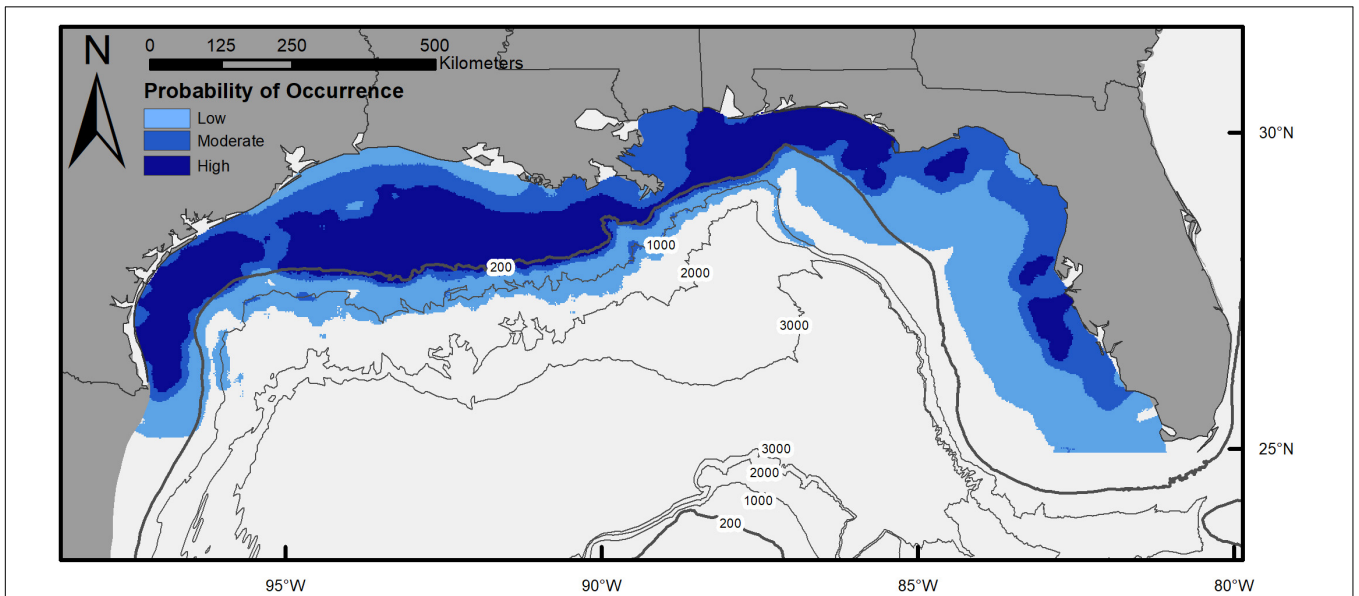 N
0 125 250 500
Kilometers
Probability of Occurrence
Low
Moderate
High
30°N
1000
200
2000
3000
25°N
3000
2000
1000
200
95°W 90°W 85°W 80°W